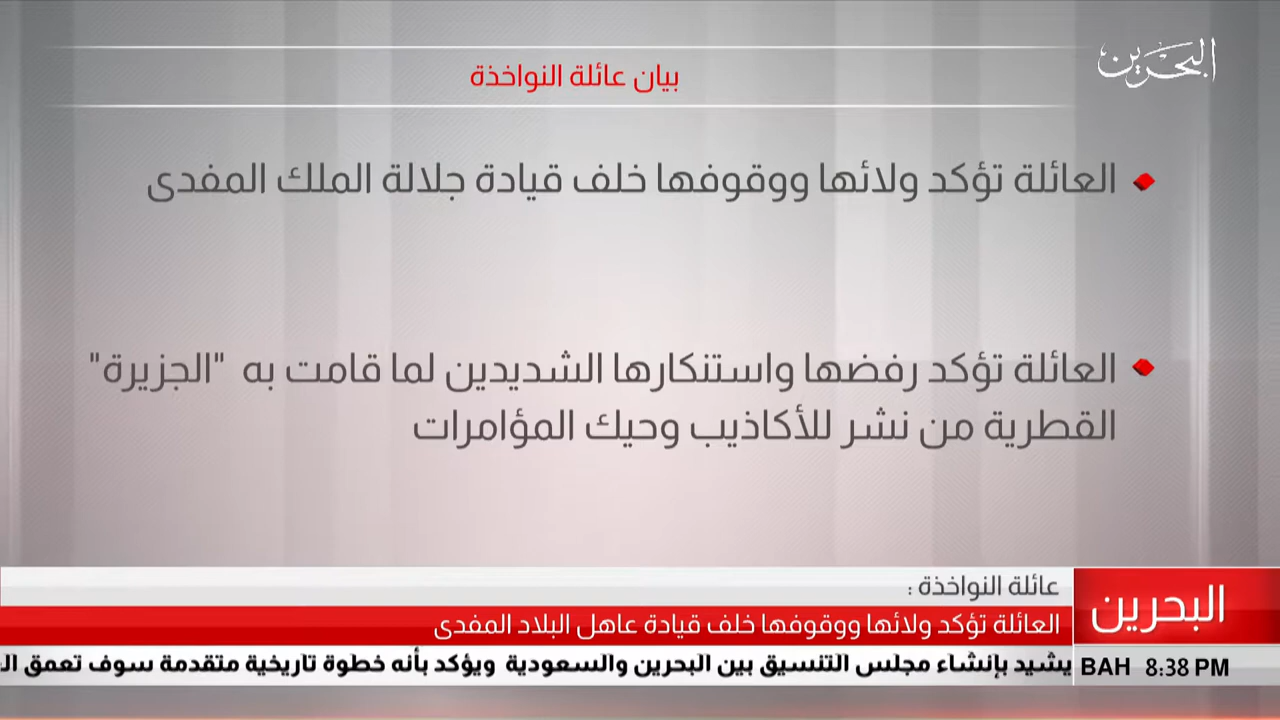 البحرين
بيان عائلة النواخذة
العائلة تؤكد ولائها ووقوفها خلف قيادة جلالة الملك المفدى
العائلة تؤكد رفضها واستنكارها الشديدين لما قامت به "الجزيرة"
القطرية من نشر للأكاذيب وحيك المؤامرات
عائلة النواخذة :
البحرين
العائلة تؤكد ولائها ووقوفها خلف قيادة عاهل البلاد المفدى
BAH 8:38 PM
يشيد بإنشاء مجلس التنسيق بين البحرين والسعودية ويؤكد بأنه خطوة تاريخية متقدمة سوف تعمق